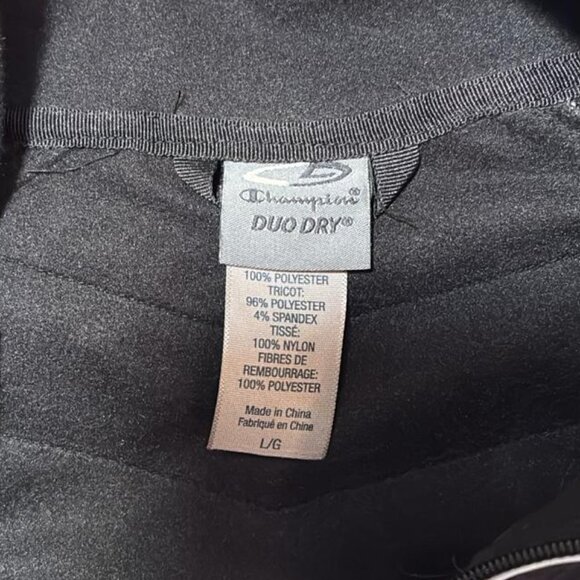 Champion®
DUO DRY®
100% POLYESTER
TRICOT:
96% POLYESTER
4% SPANDEX
TISSÉ:
100% NYLON
FIBRES DE
REMBOURRAGE:
100% POLYESTER
Made in China
Fabriqué en Chine
L/G